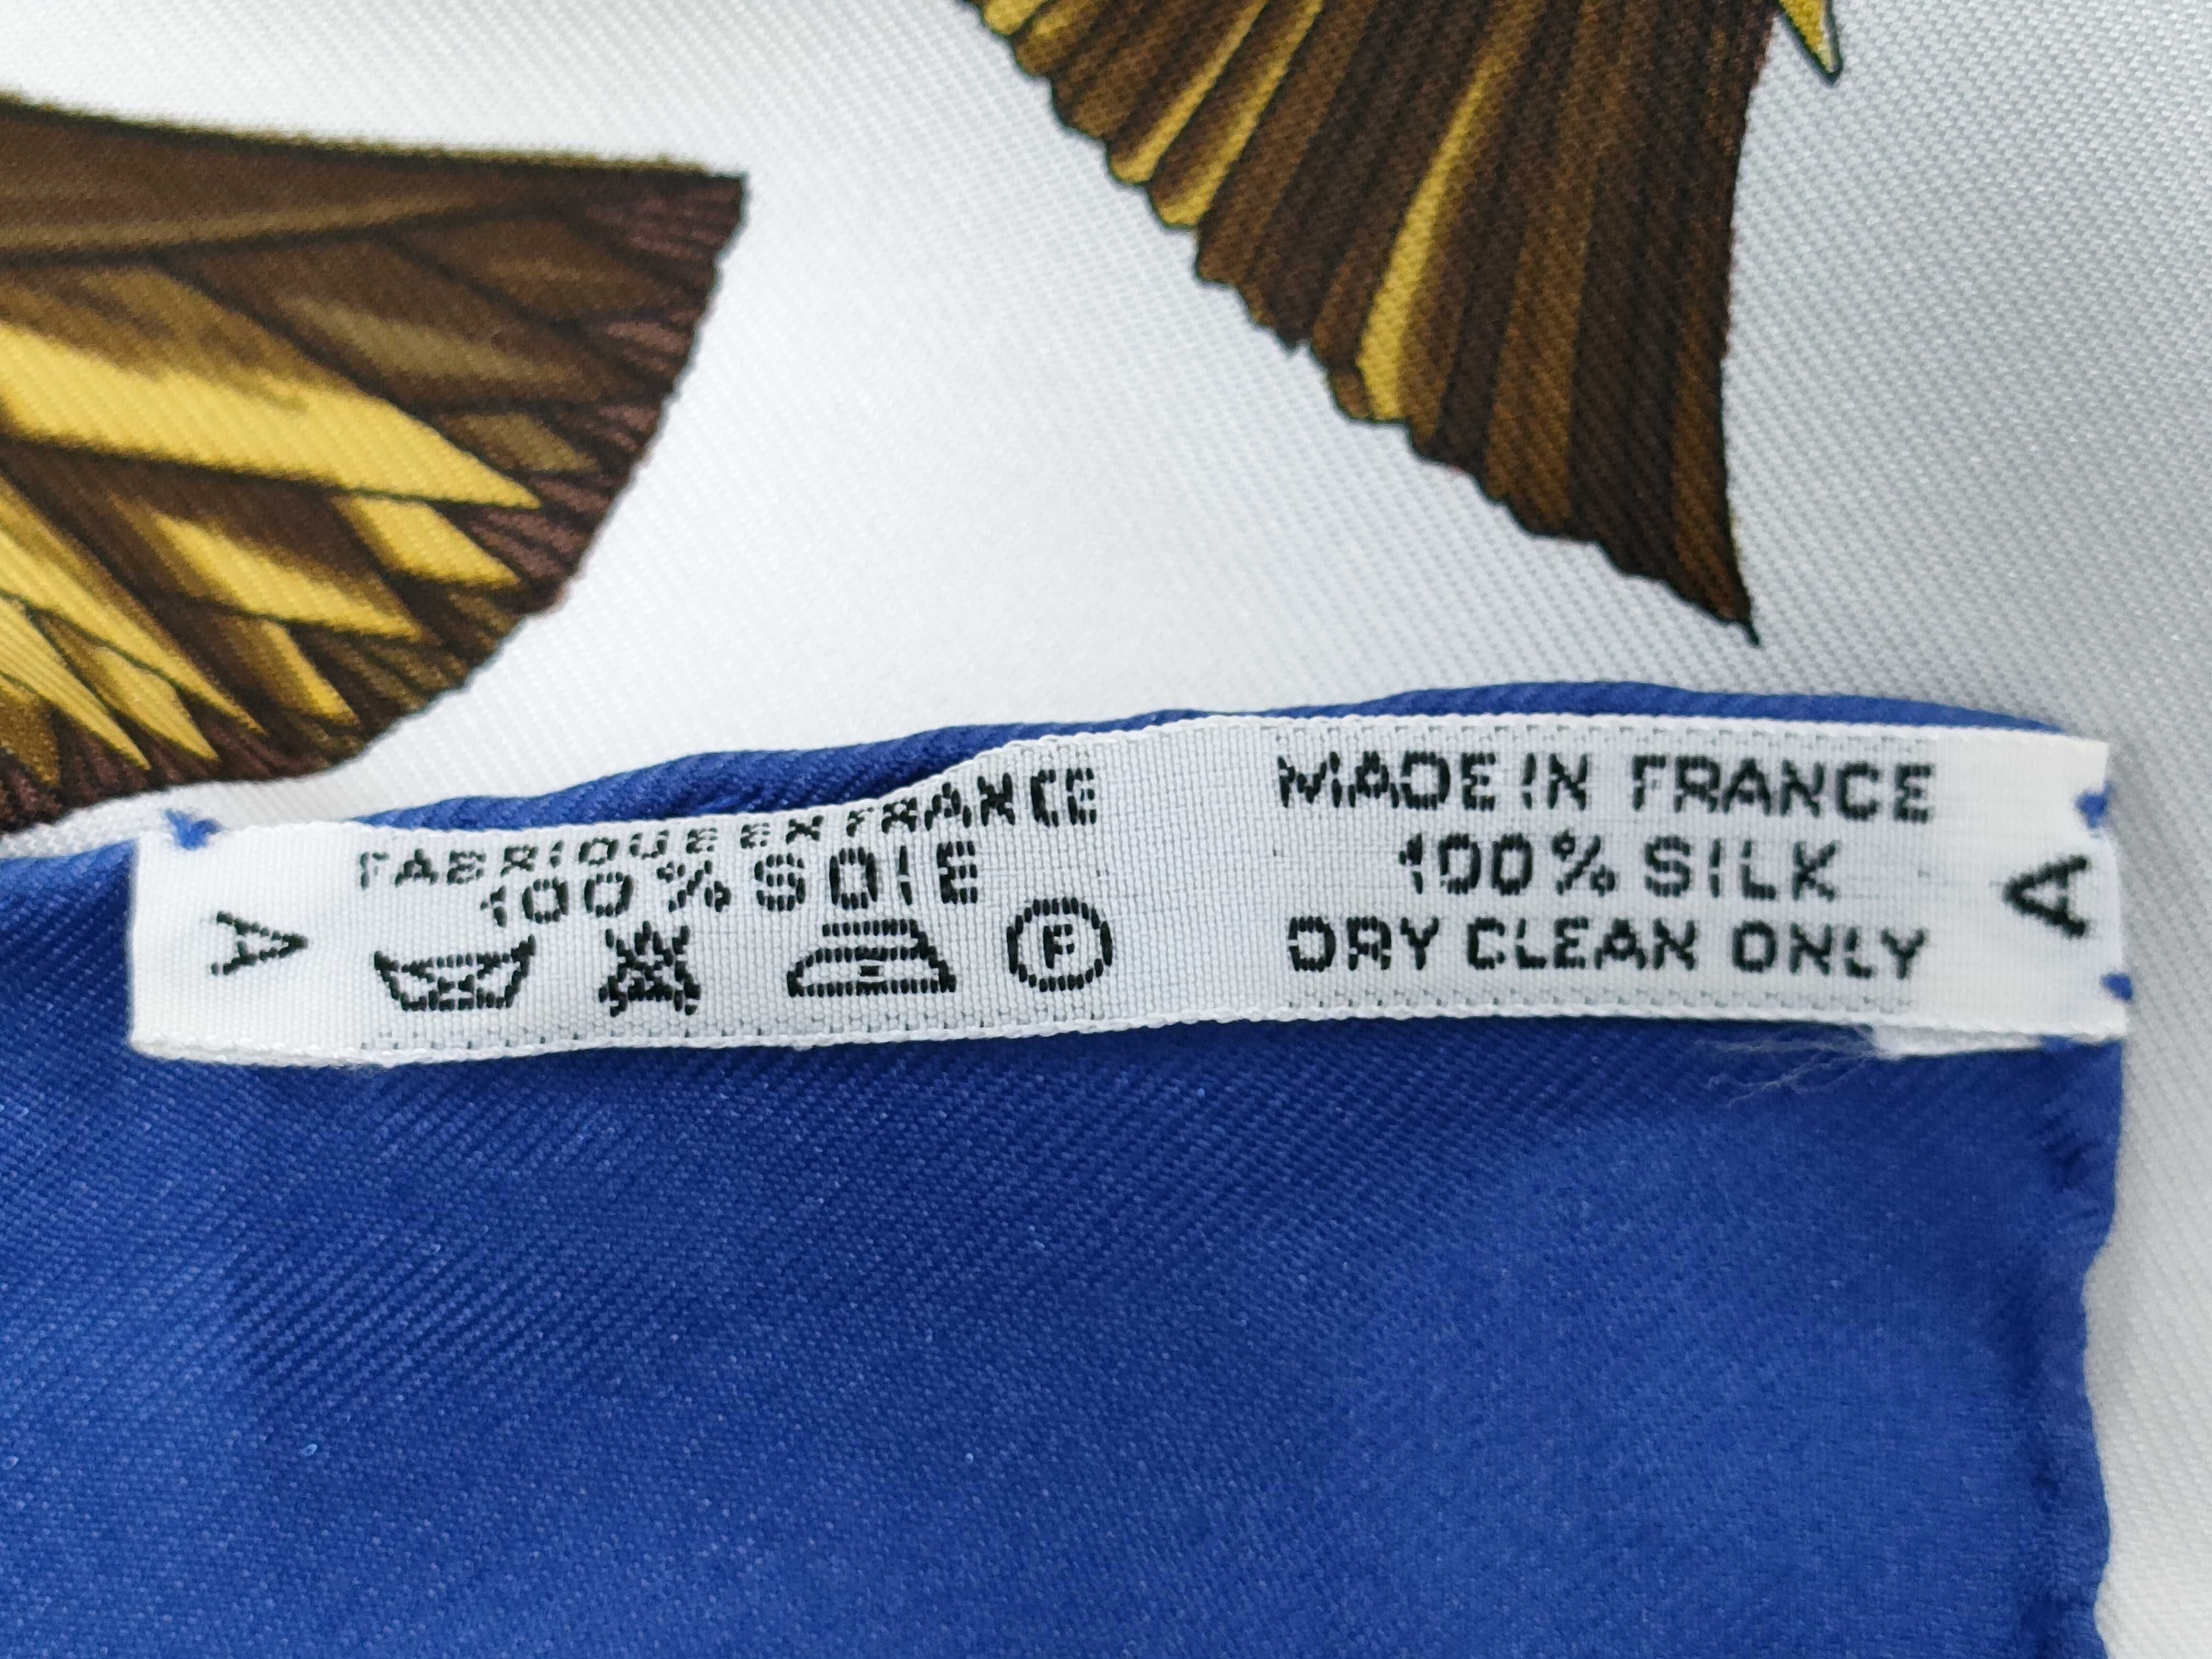 A
FABRIQUE EN FRANCE
100% SOIE
F
MADE IN FRANCE
100% SILK
DRY CLEAN ONLY
A